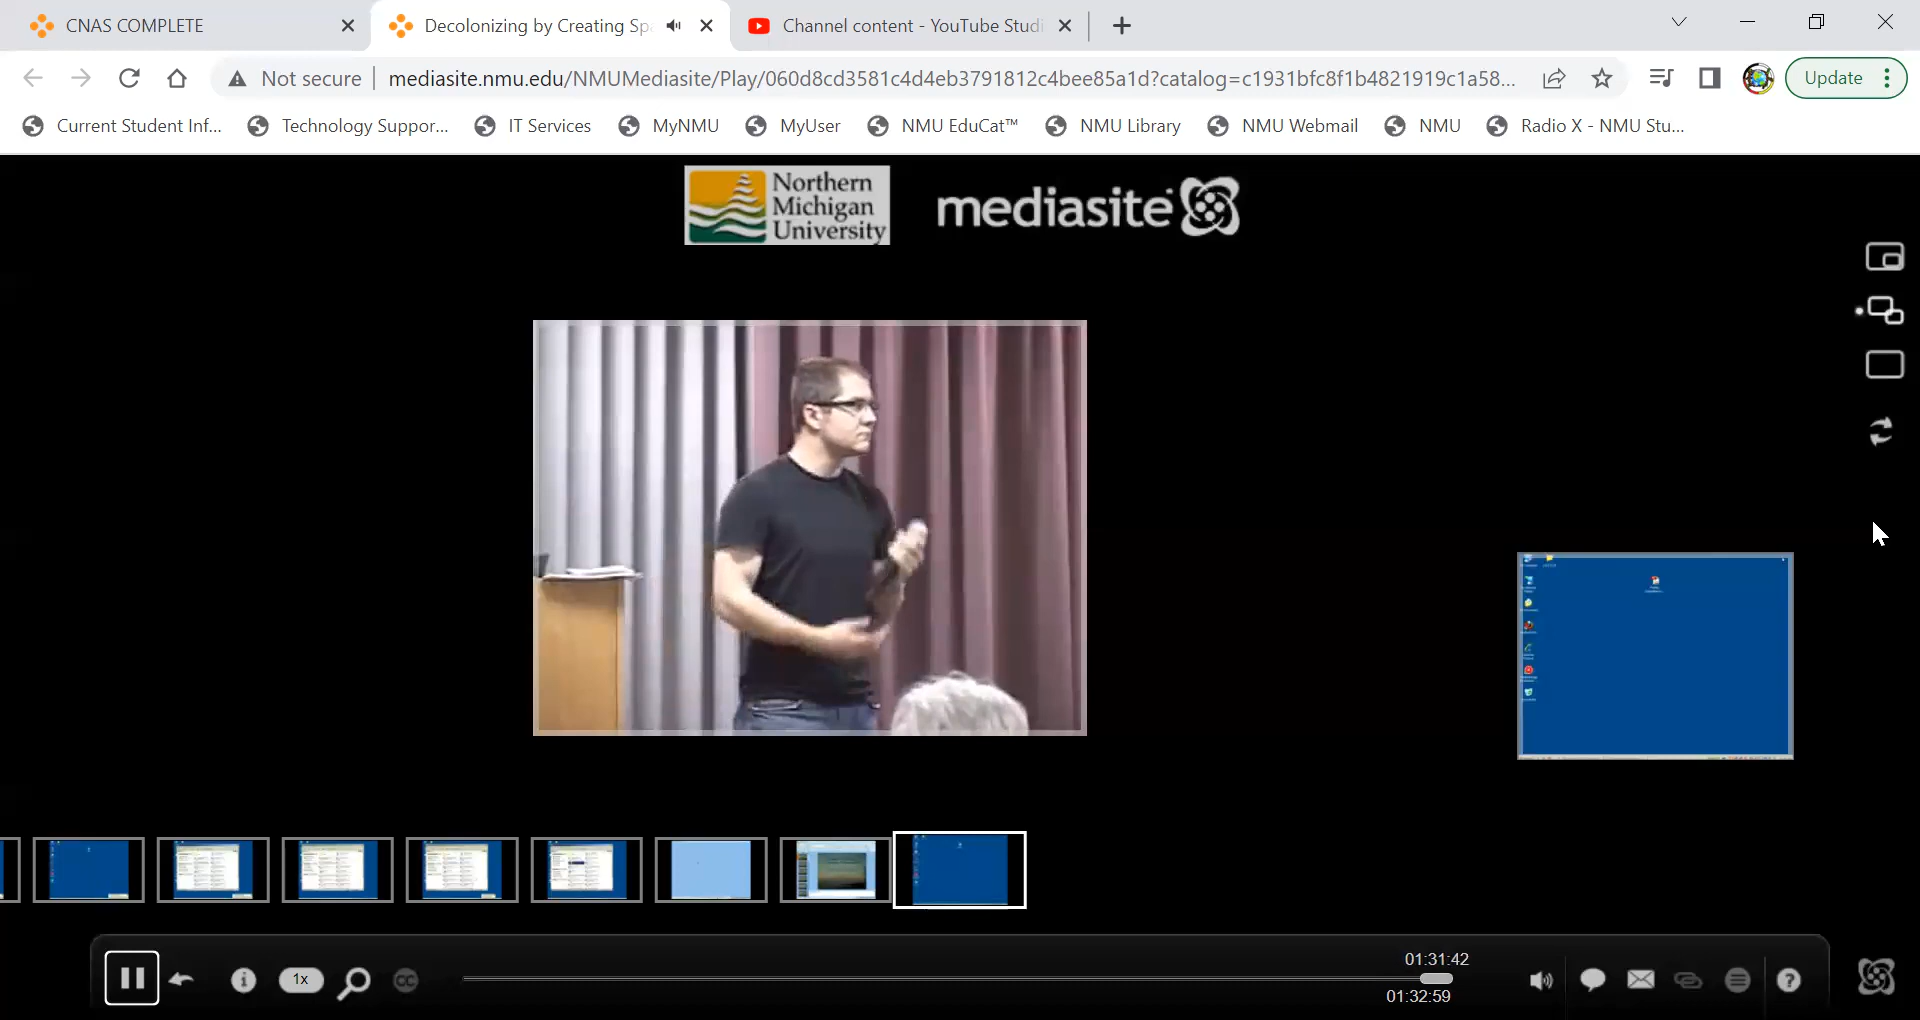 CNAS COMPLETE
Decolonizing by Creating Sp
Channel content - YouTube Studi
Not secure
mediasite.nmu.edu/NMUMediasite/Play/060d8cd3581c4d4eb3791812c4bee85a1d?catalog=c1931bfc8f1b4821919c1a58...
Update
Current Student Inf...
Technology Suppor...
IT Services
MyNMU
MyUser
NMU EduCat™
NMU Library
NMU Webmail
NMU
Radio X - NMU Stu...
Northern
Michigan
University
mediasite
01:31:42
1x
CC
01:32:59